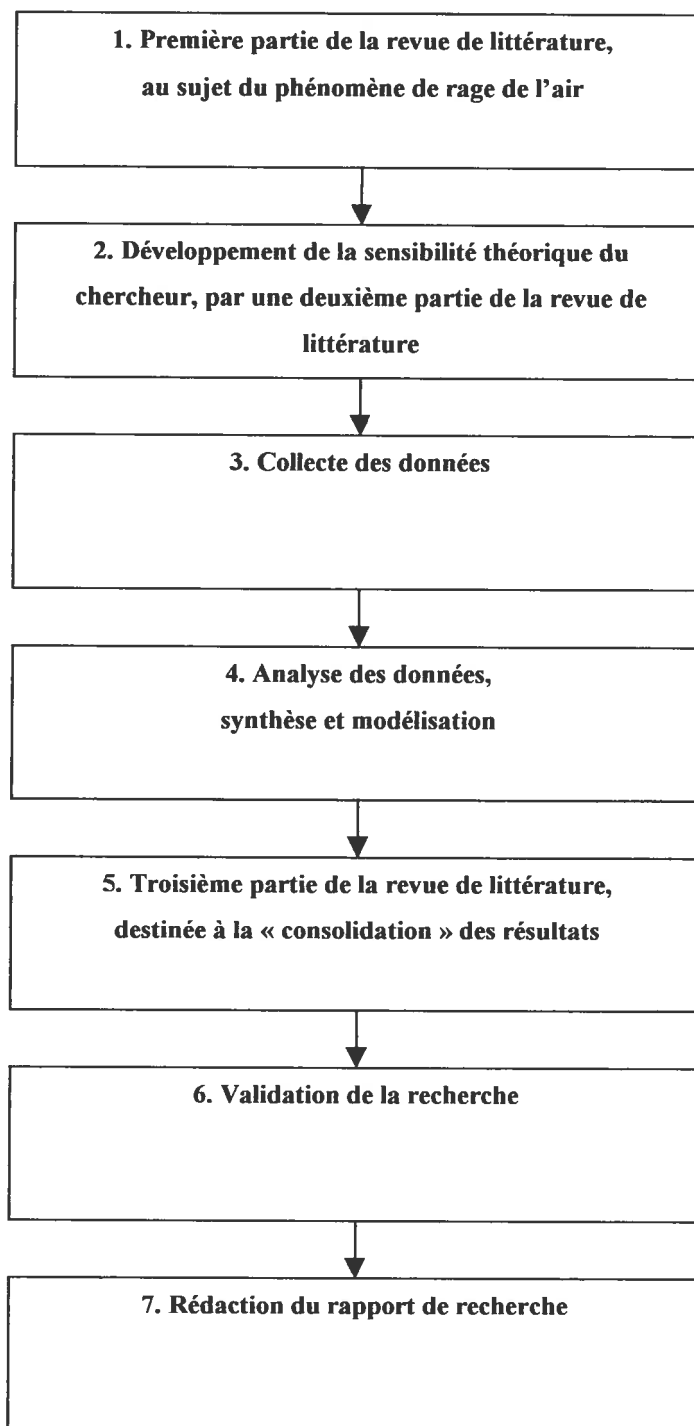 1. Première partie de la revue de littérature,
au sujet du phénomène de rage de l'air
2. Développement de la sensibilité théorique du
chercheur, par une deuxième partie de la revue de
littérature
3. Collecte des données
4. Analyse des données,
synthèse et modélisation
5. Troisième partie de la revue de littérature,
destinée à la « consolidation » des résultats
6. Validation de la recherche
7. Rédaction du rapport de recherche